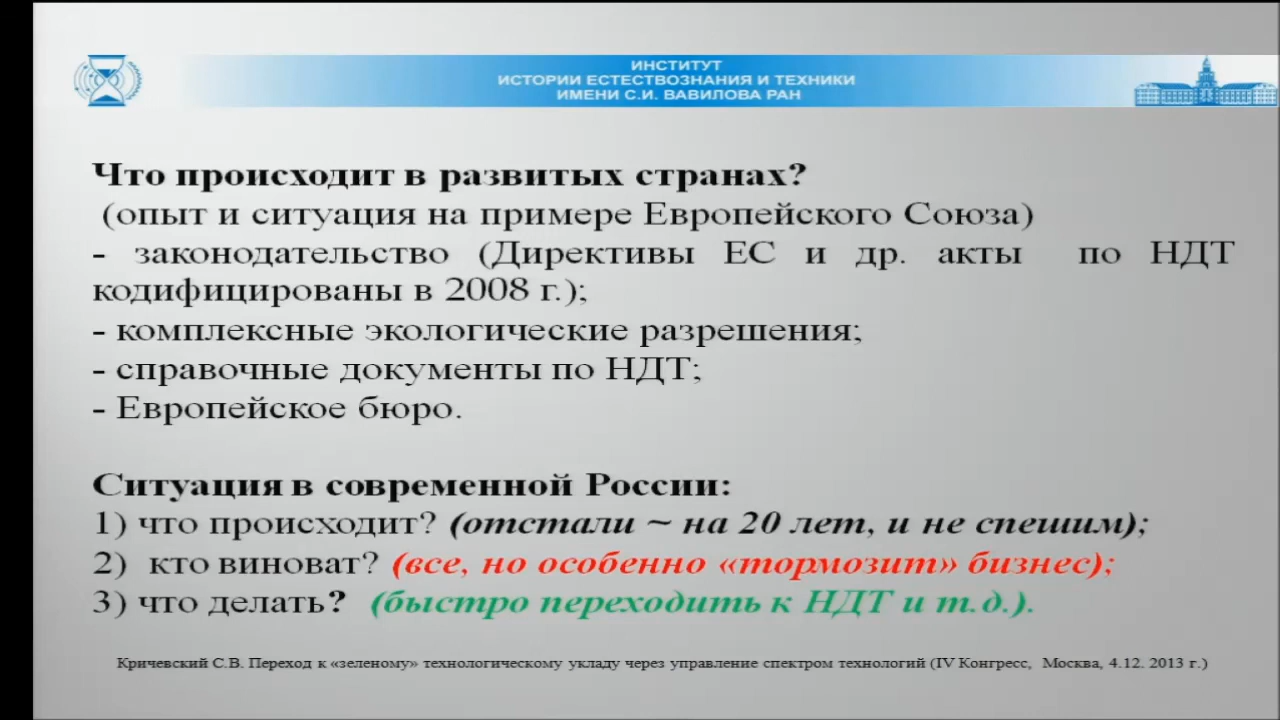 ИНСТИТУТ
ИСТОРИИ ЕСТЕСТВОЗНАНИЯ И ТЕХНИКИ
ИМЕНИ С.И. ВАВИЛОВА РАН
Что происходит в развитых странах?
(опыт и ситуация на примере Европейского Союза)
- законодательство (Директивы ЕС и др. акты по НДТ
кодифицированы в 2008 г.);
- комплексные экологические разрешения;
- справочные документы по НДТ;
- Европейское бюро.
Ситуация в современной России:
1) что происходит? (отстали ~ на 20 лет, и не спешим);
2) кто виноват? (все, но особенно «тормозит» бизнес);
3) что делать? (быстро переходить к НДТ и т.д.).
Кричевский С.В. Переход к «зеленому» технологическому укладу через управление спектром технологий (IV Конгресс, Москва, 4.12. 2013 г.)